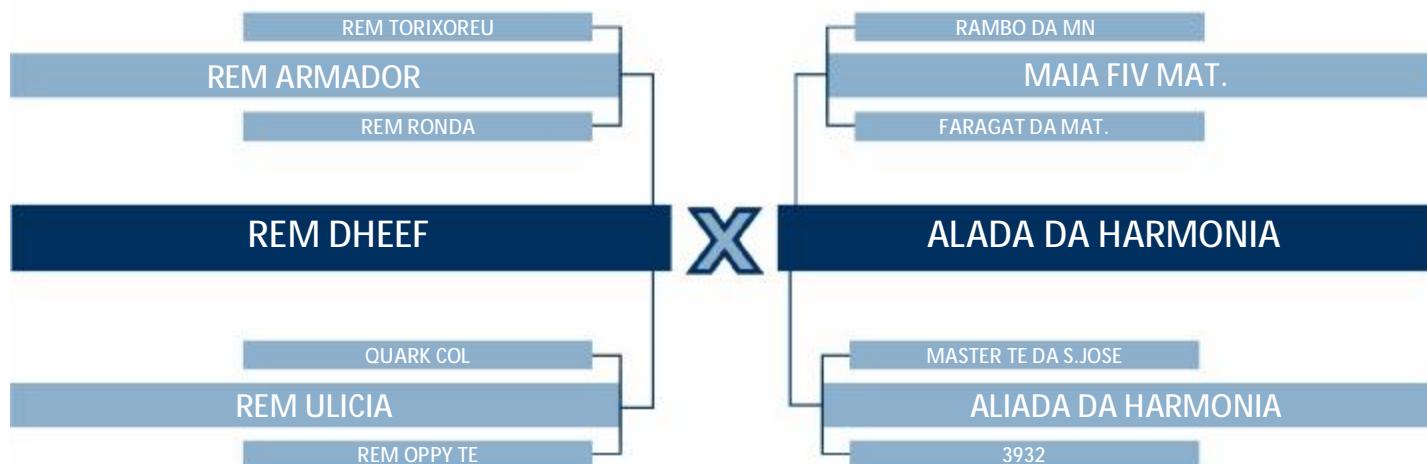 REM TORIXOREU
REM ARMADOR
REM RONDA
REM DHEEF
QUARK COL
REM ULICIA
REM OPPY TE
X
RAMBO DA MN
MAIA FIV MAT.
FARAGAT DA MAT.
ALADA DA HARMONIA
MASTER TE DA S.JOSE
ALIADA DA HARMONIA
3932